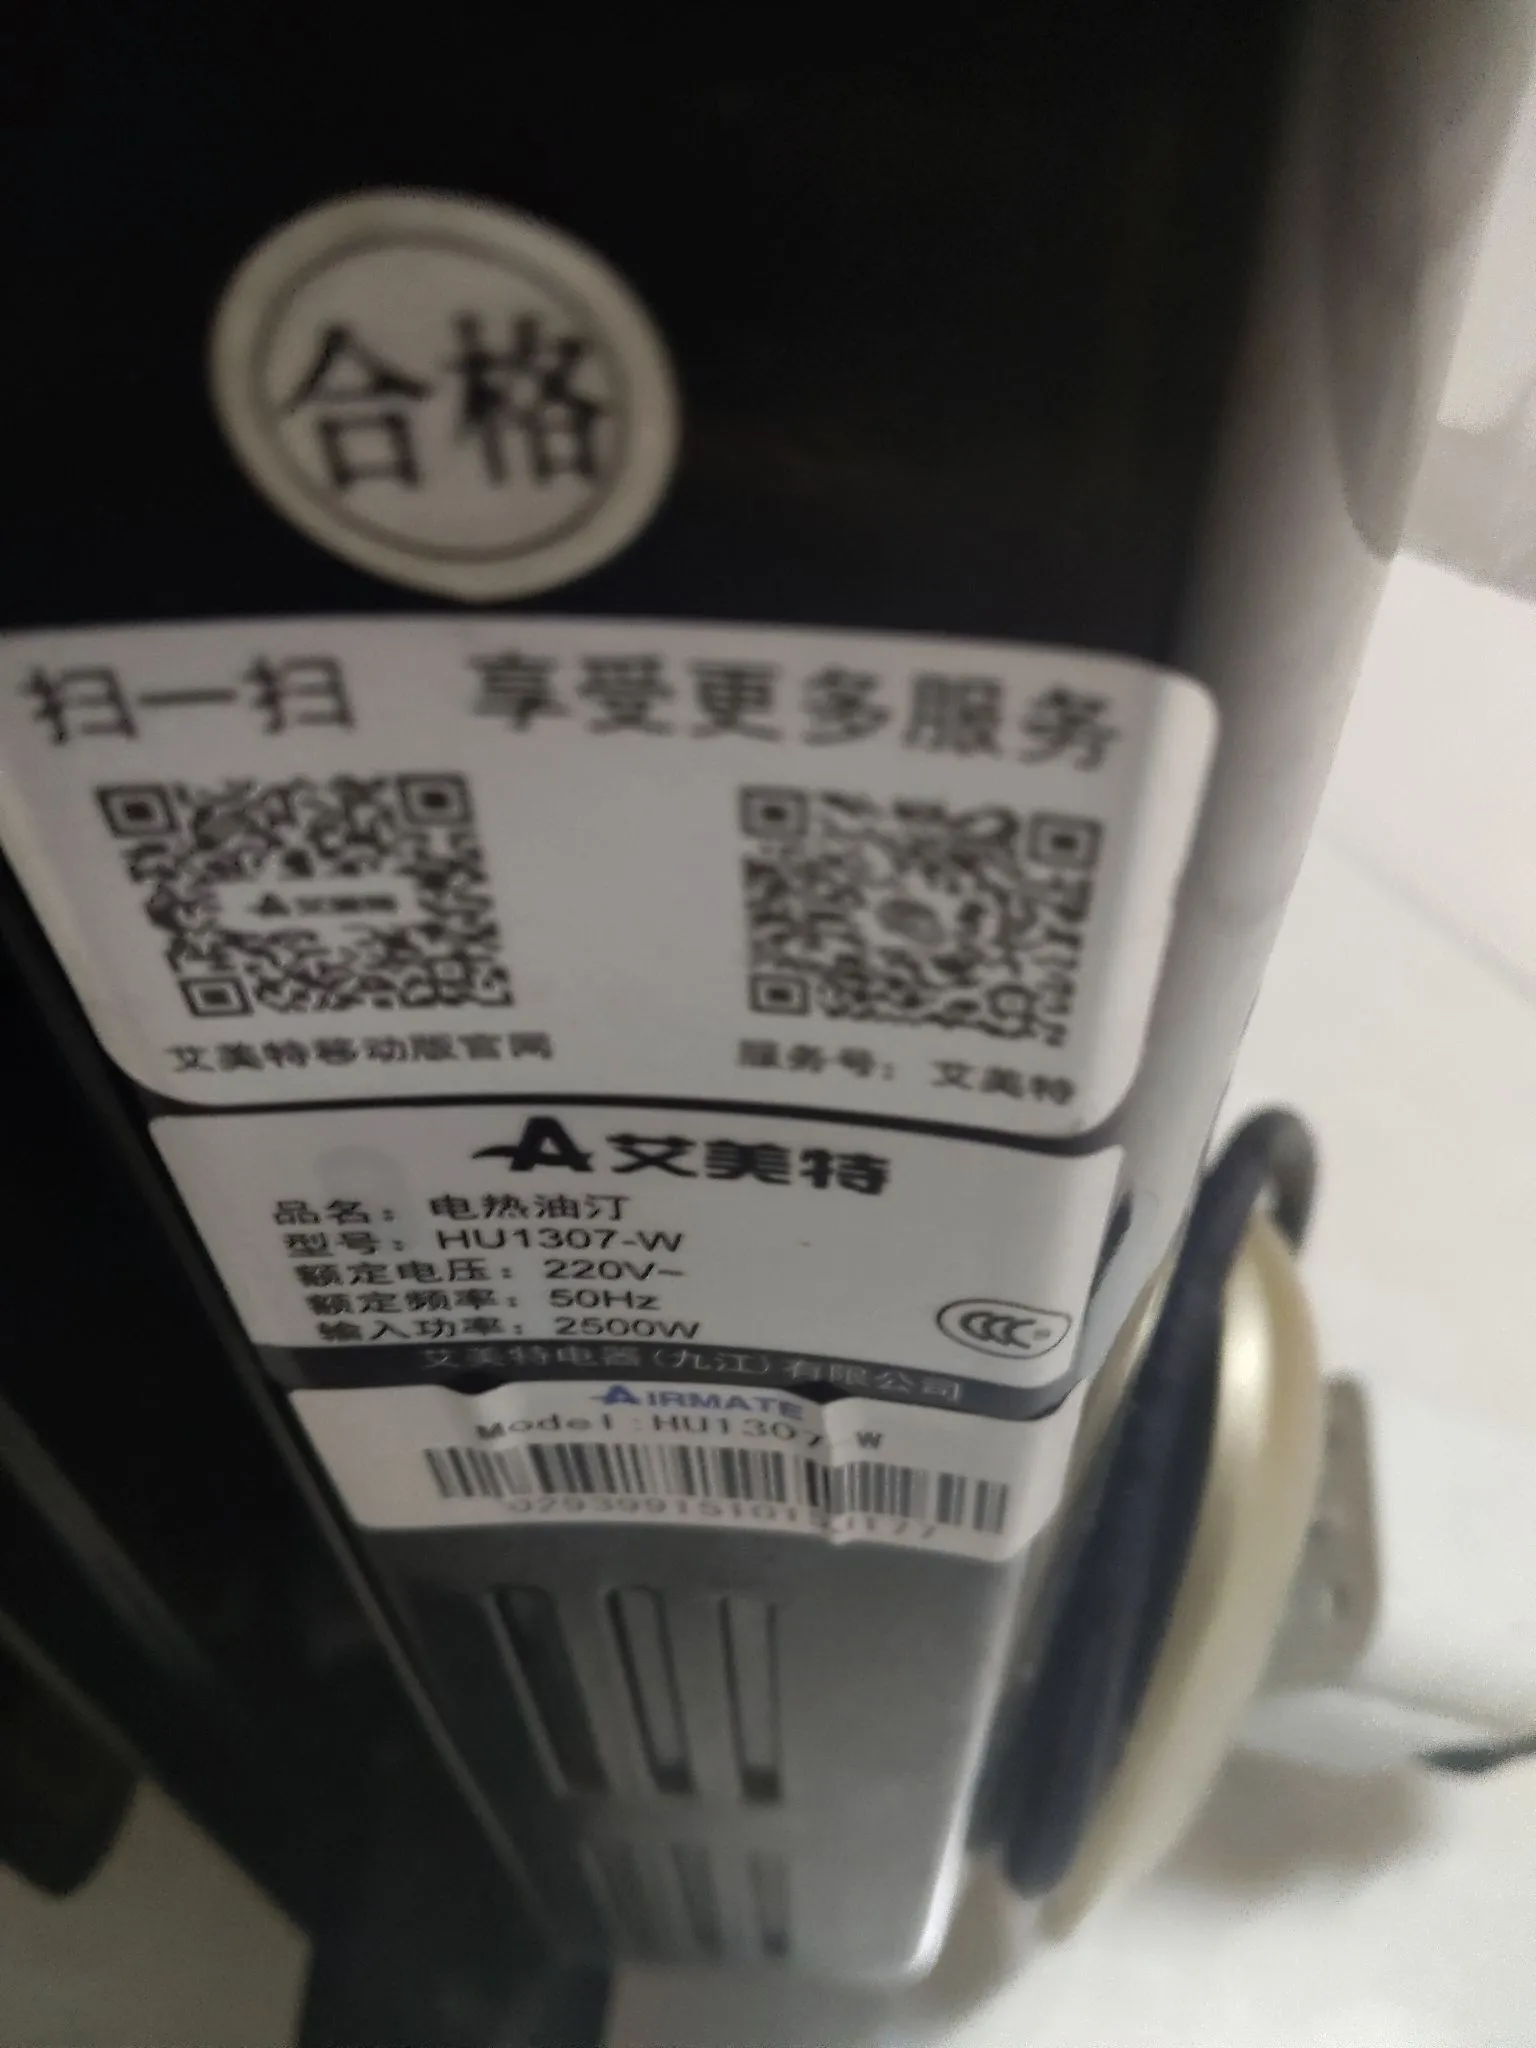 合格
扫一扫 享受更多服务
艾美特移动版官网
服务号：艾美特
艾美特
品名：电热油汀
型号：HU1307-W
额定电压：220V~
额定频率：50Hz
输入功率：2500W
艾美特电器(九江)有限公司
AIRMATE
Model:HU1307-W